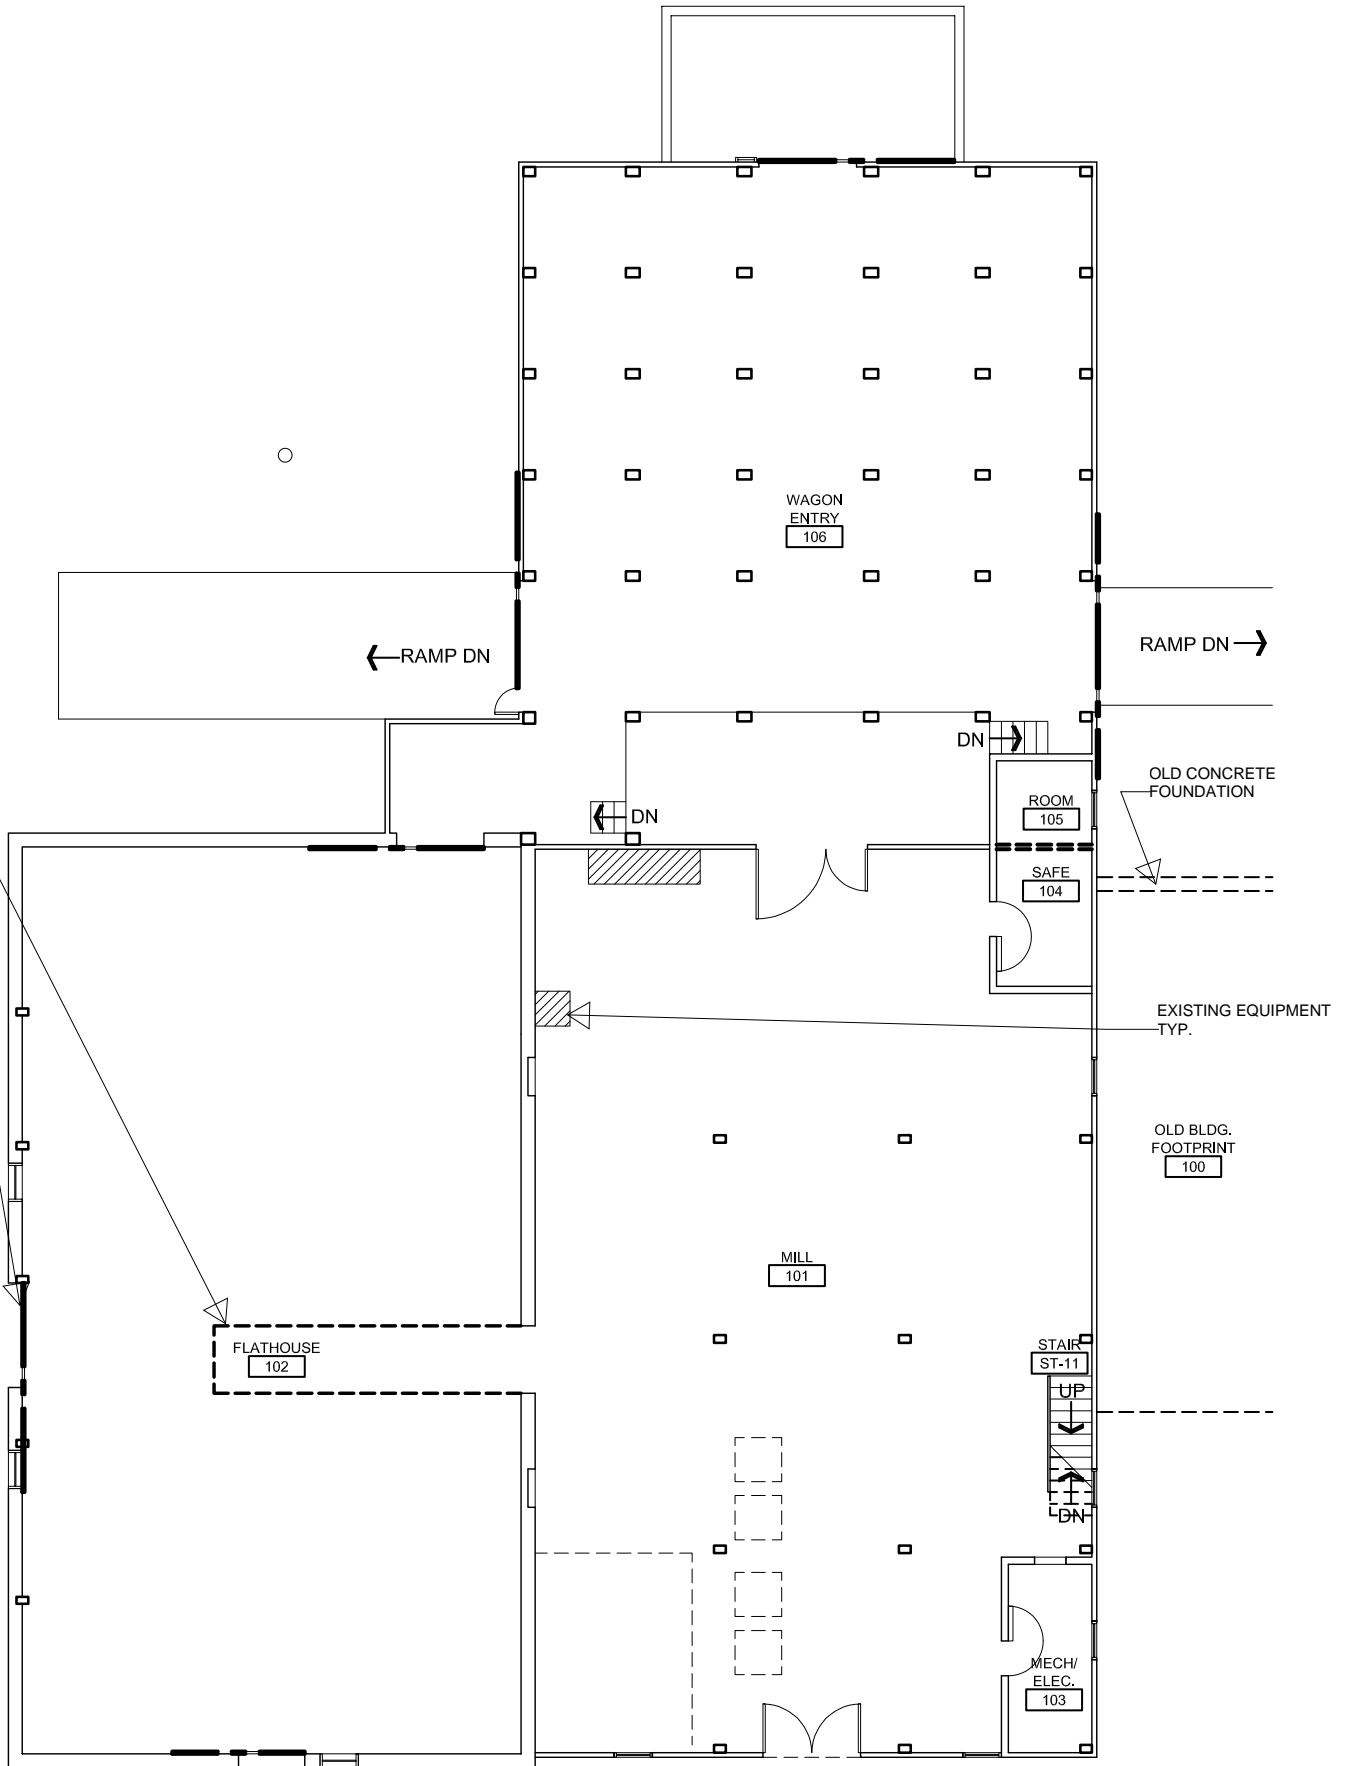 WAGON
ENTRY
106
RAMP DN
RAMP DN
DN
DN
OLD CONCRETE
FOUNDATION
ROOM
105
SAFE
104
EXISTING EQUIPMENT
TYP.
OLD BLDG.
FOOTPRINT
100
MILL
101
FLATHOUSE
102
STAIR
ST-11
UP
DN
MECH/
ELEC.
103